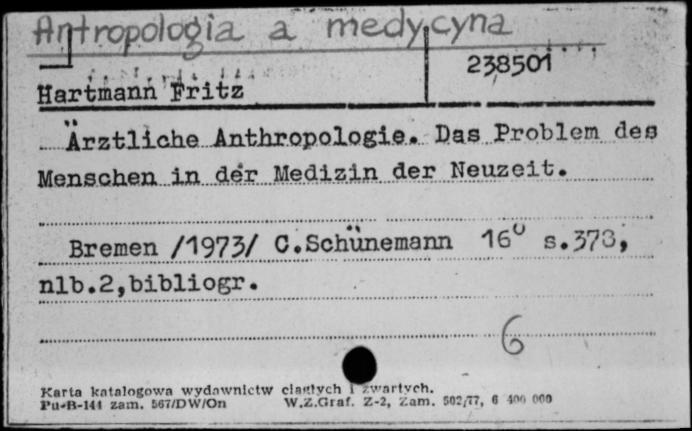 Antropologia a medycyna
238501
Hartmann Fritz
Ärztliche Anthropologie. Das Problem des
Menschen in der Medizin der Neuzeit.
Bremen /1973/ C.Schünemann 16° s.373,
nlb.2,bibliogr.
6
Karta katalogowa wydawnictw ciągłych i zwartych.
Pu-B-141 zam. 567/DW/On W.Z.Graf. Z-2, Zam. 502/77, 6 400 000